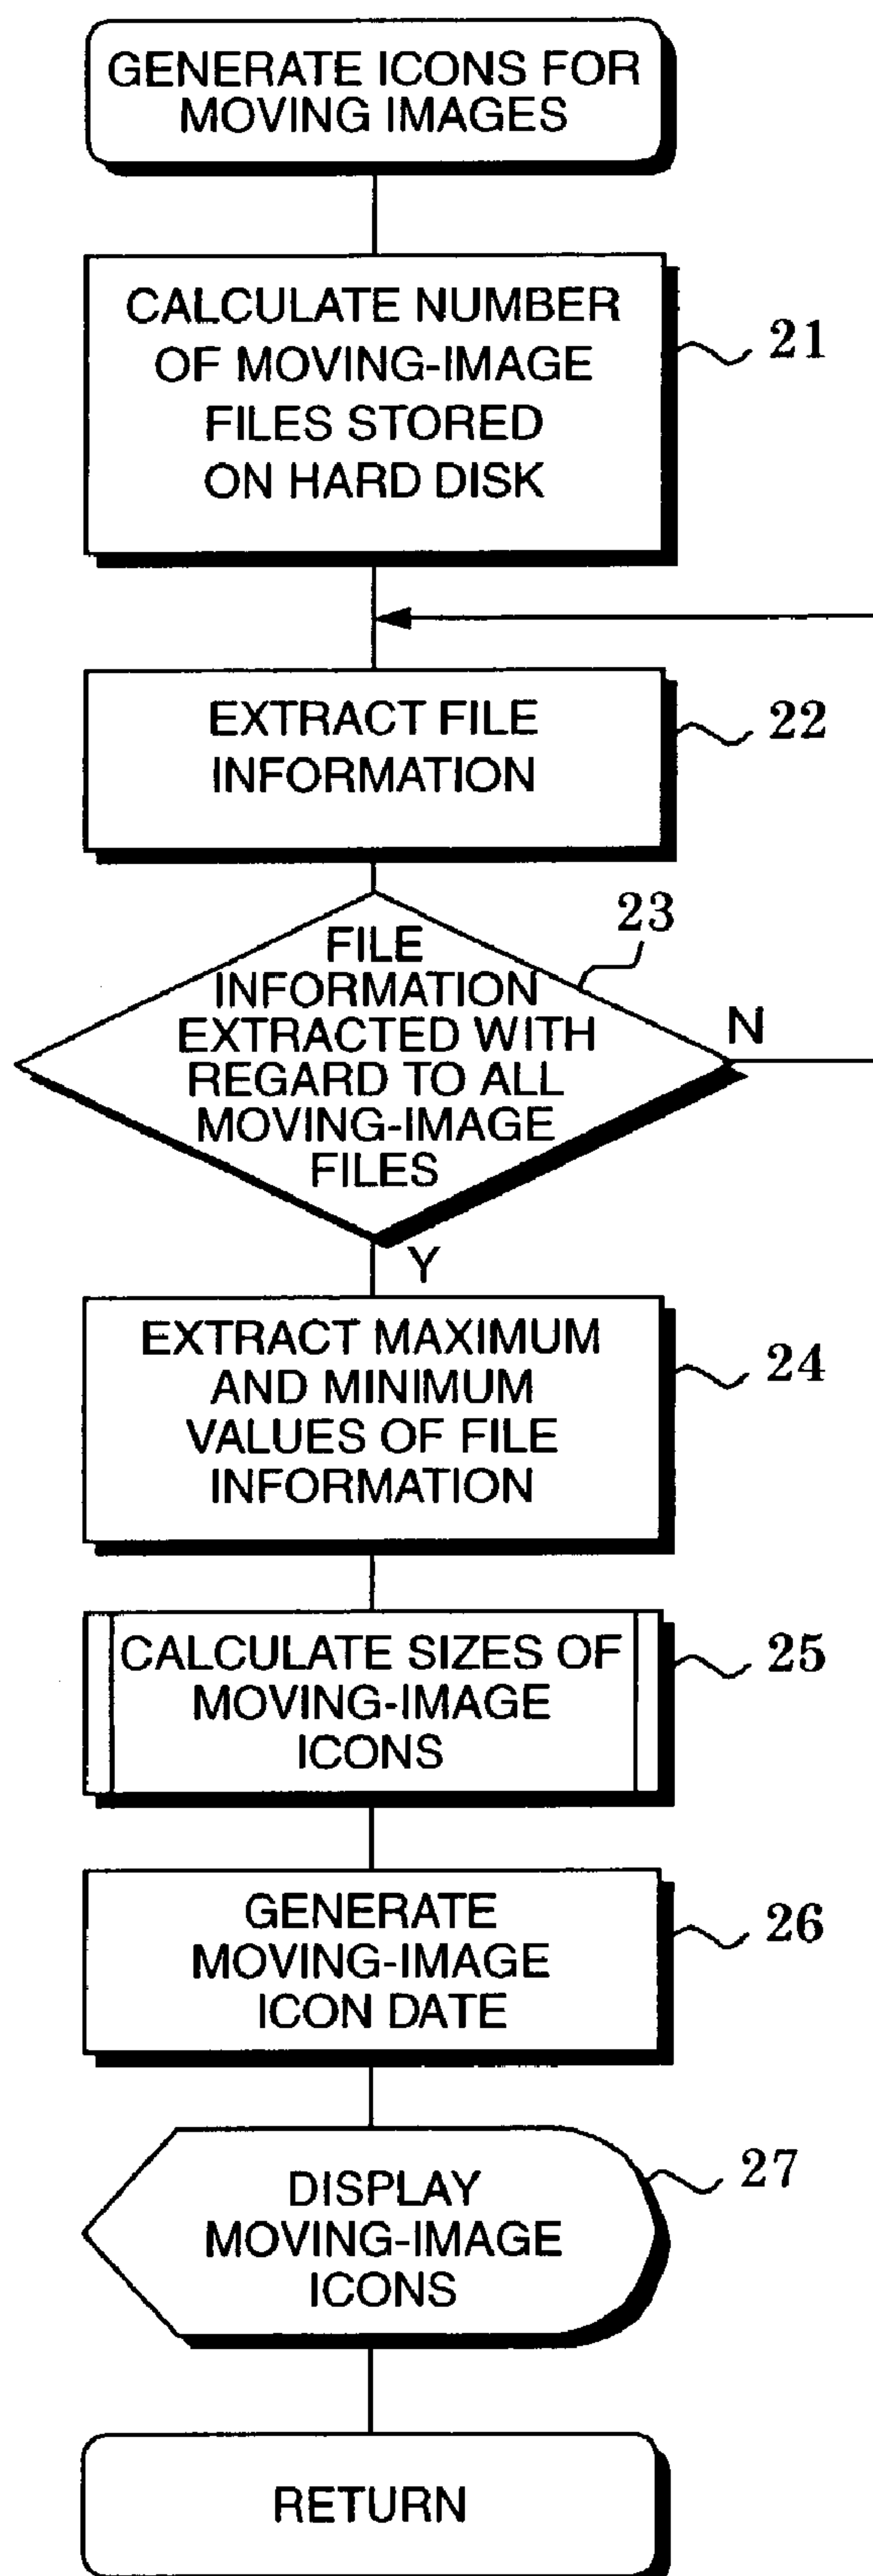 GENERATE ICONS FOR
MOVING IMAGES
CALCULATE NUMBER
OF MOVING-IMAGE
FILES STORED
ON HARD DISK
21
EXTRACT FILE
INFORMATION
22
23
FILE
INFORMATION
EXTRACTED WITH
REGARD TO ALL
MOVING-IMAGE
FILES
N
Y
EXTRACT MAXIMUM
AND MINIMUM
VALUES OF FILE
INFORMATION
24
CALCULATE SIZES OF
MOVING-IMAGE
ICONS
25
GENERATE
MOVING-IMAGE
ICON DATE
26
DISPLAY
MOVING-IMAGE
ICONS
27
RETURN